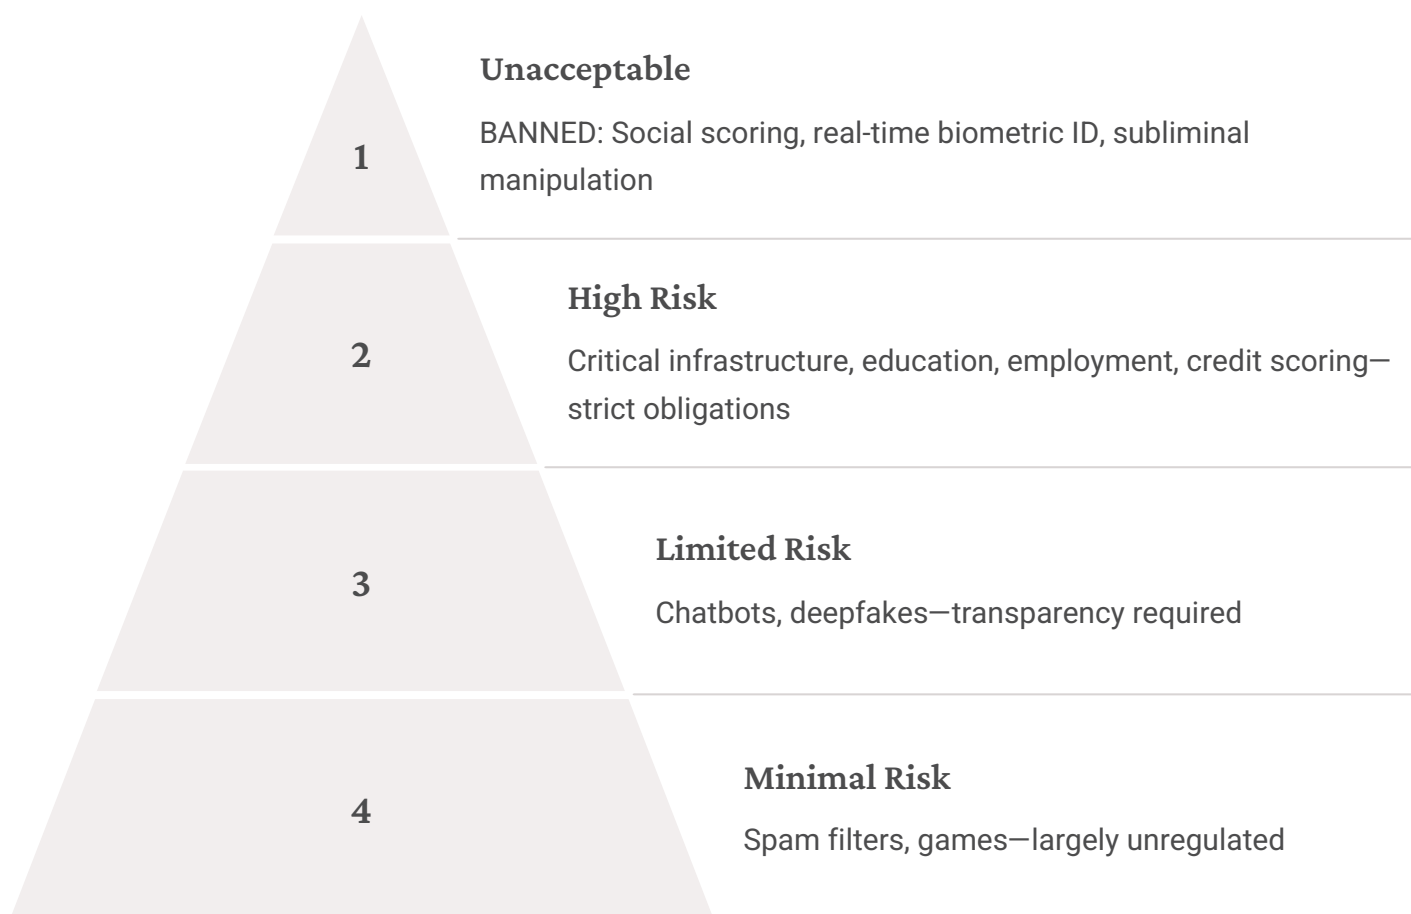 Unacceptable
BANNED: Social scoring, real-time biometric ID, subliminal
manipulation
1
High Risk
Critical infrastructure, education, employment, credit scoring—
strict obligations
2
Limited Risk
Chatbots, deepfakes—transparency required
3
Minimal Risk
Spam filters, games—largely unregulated
4